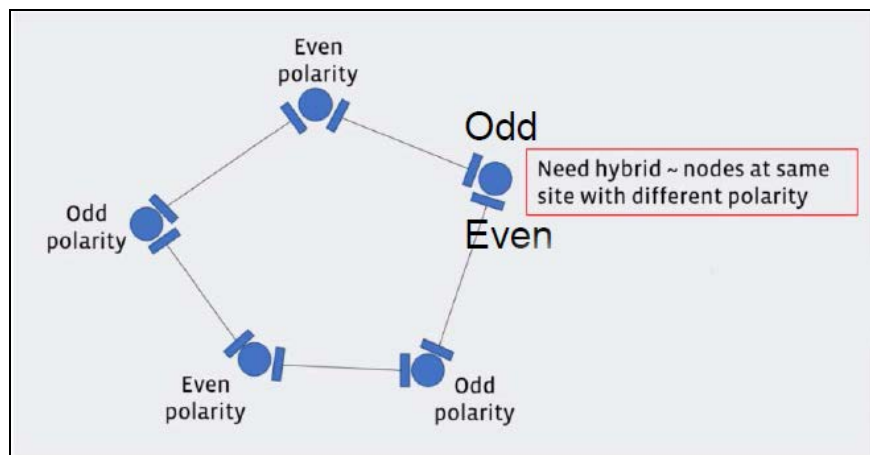 Even
polarity
Odd
Need hybrid ~ nodes at same
site with different polarity
Odd
polarity
Even
Even
polarity
Odd
polarity